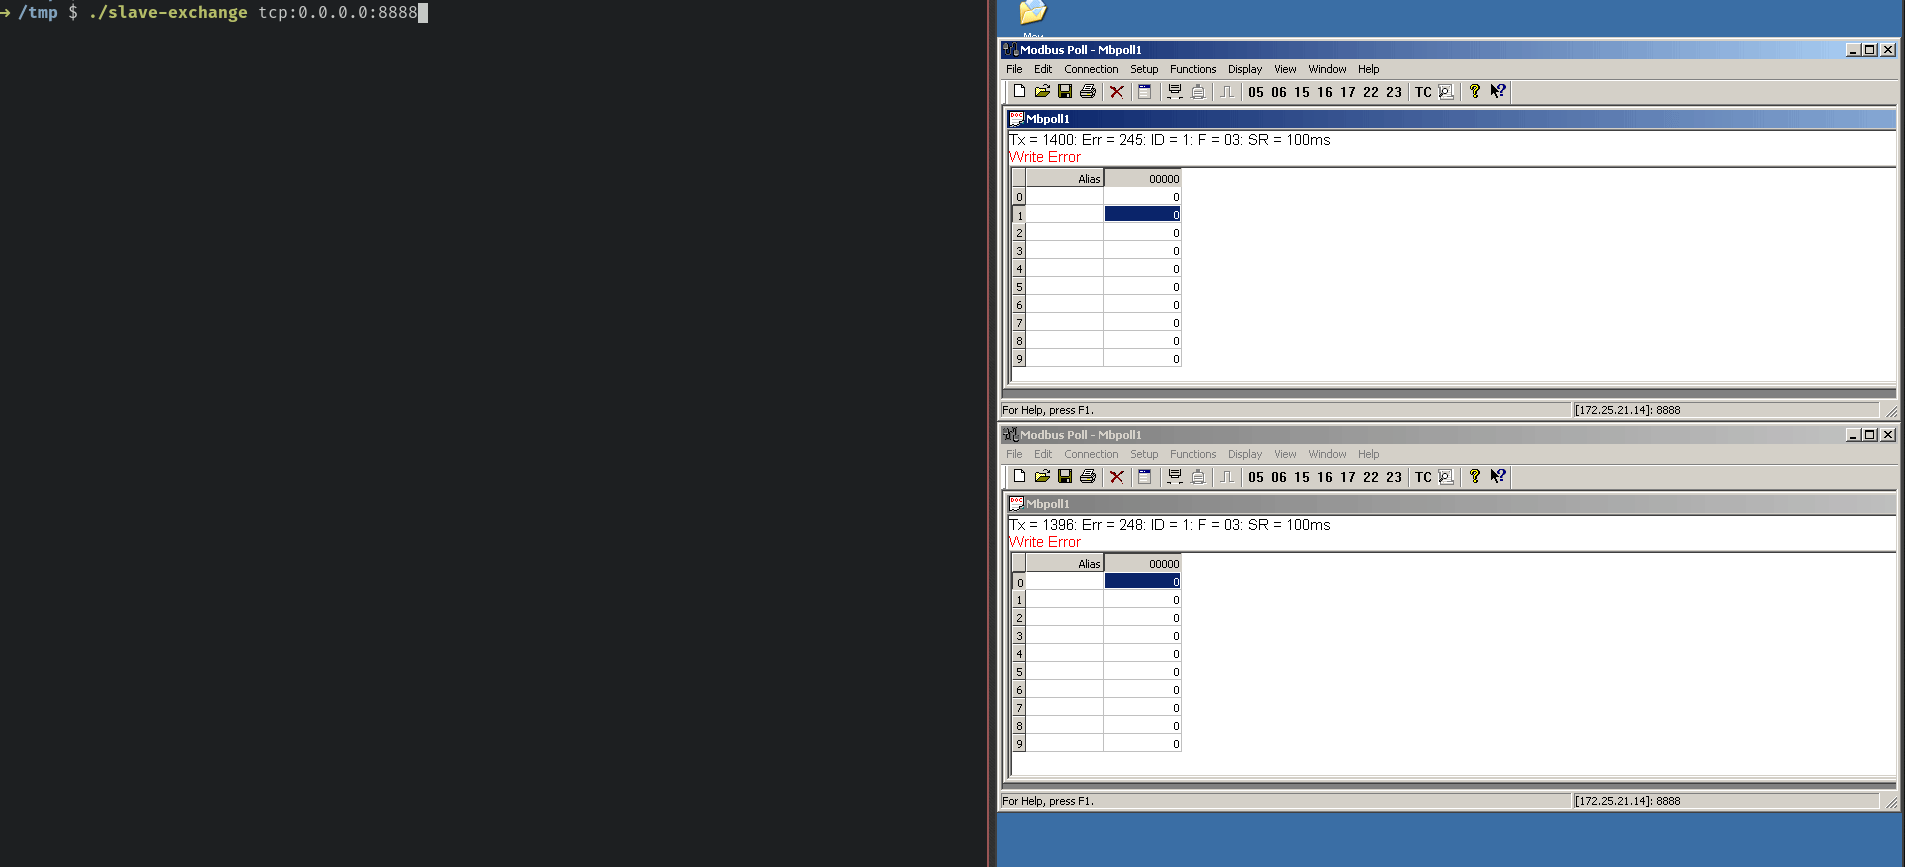 → /tmp $ ./slave-exchange tcp:0.0.0.0:8888
Modbus Poll - Mbpoll1
File Edit Connection Setup Functions Display View Window Help
05 06 15 16 17 22 23 TC
Mbpoll1
Tx = 1400: Err = 245: ID = 1: F = 03: SR = 100ms
Write Error
Alias 00000
0 0
1 0
2 0
3 0
4 0
5 0
6 0
7 0
8 0
9 0
For Help, press F1. [172.25.21.14]: 8888
Modbus Poll - Mbpoll1
File Edit Connection Setup Functions Display View Window Help
05 06 15 16 17 22 23 TC
Mbpoll1
Tx = 1396: Err = 248: ID = 1: F = 03: SR = 100ms
Write Error
Alias 00000
0 0
1 0
2 0
3 0
4 0
5 0
6 0
7 0
8 0
9 0
For Help, press F1. [172.25.21.14]: 8888